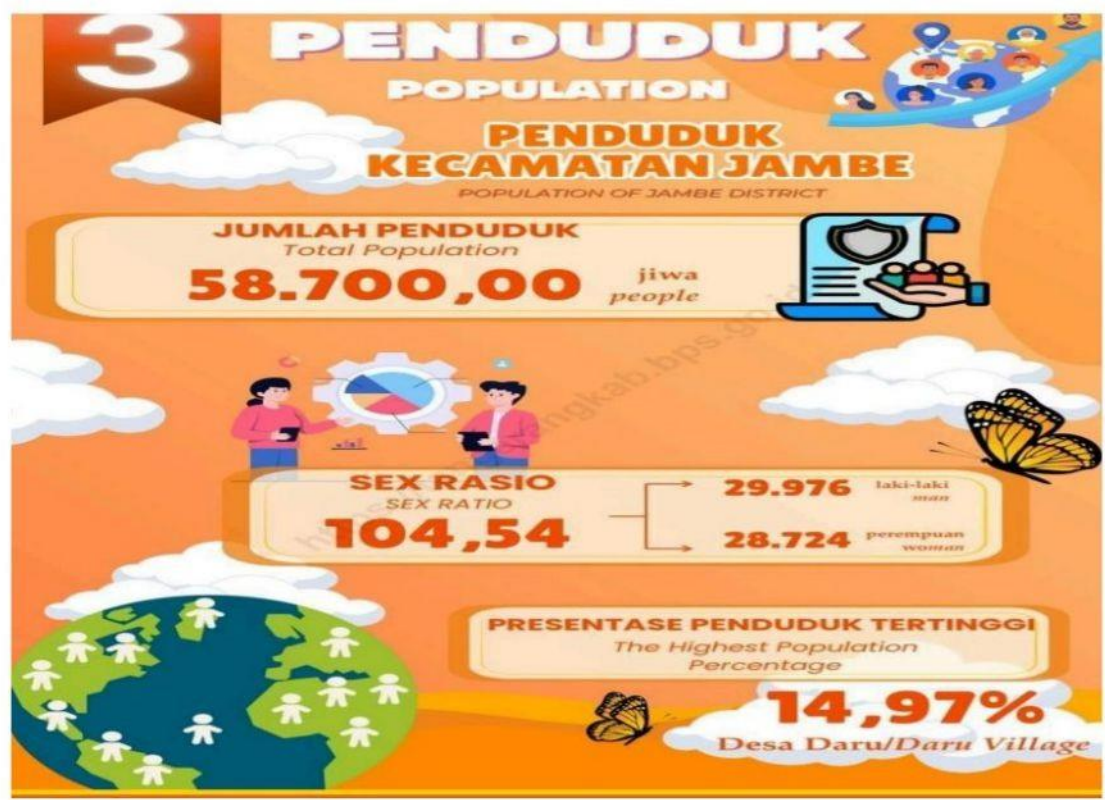 3
PENDUDUK
POPULATION
PENDUDUK
KECAMATAN JAMBE
POPULATION OF JAMBE DISTRICT
JUMLAH PENDUDUK
Total Population
58.700,00 jiwa
people
SEX RASIO
SEX RATIO
104,54
29.976 laki-laki
man
28.724 perempuan
woman
PRESENTASE PENDUDUK TERTINGGI
The Highest Population
Percentage
14,97%
Desa Daru/Daru Village